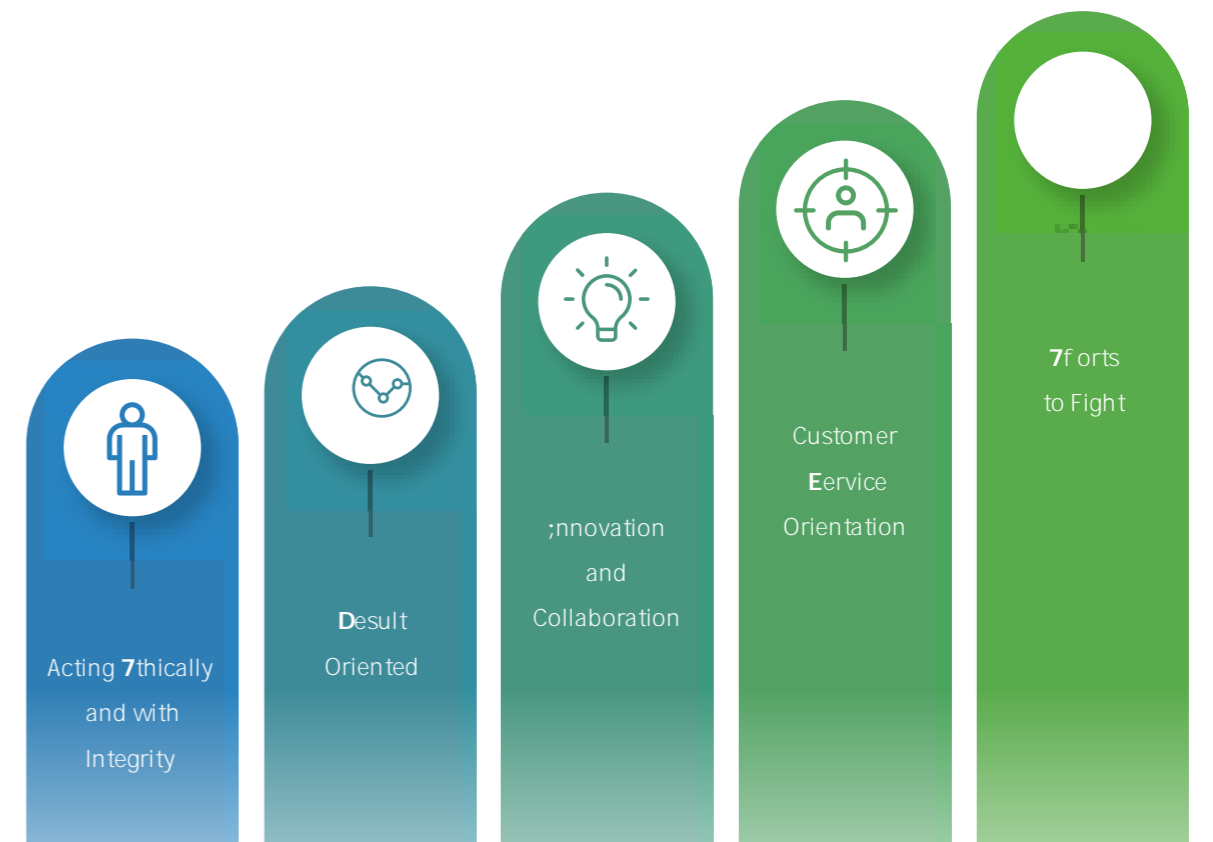 Acting 7thically
and with
Integrity
Desult
Oriented
;nnovation
and
Collaboration
Customer
Eervice
Orientation
7f orts
to Fight